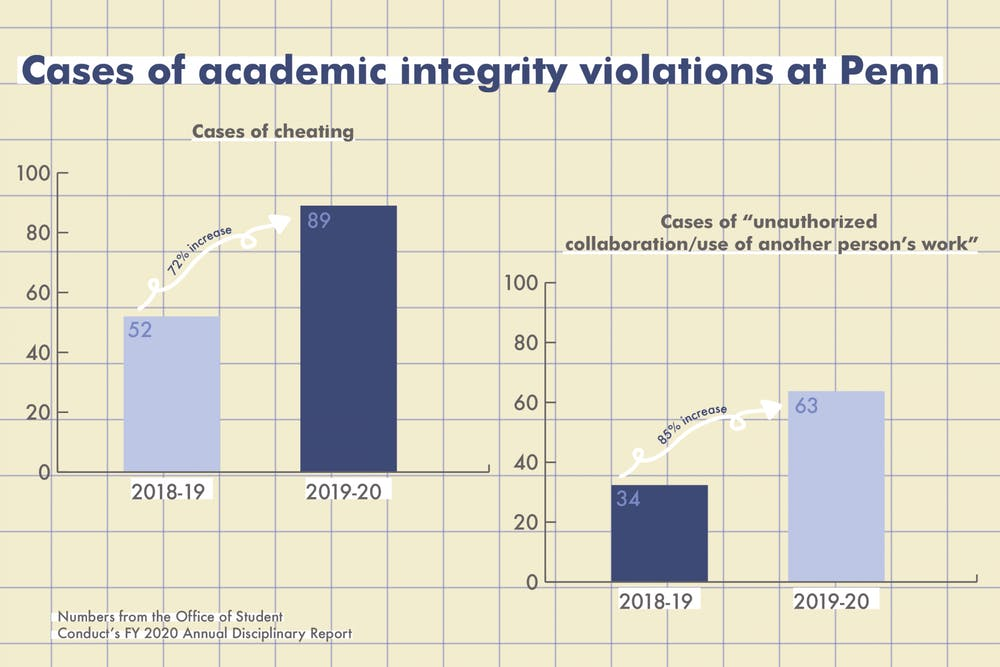 Cases of academic integrity violations at Penn
Cases of cheating
100
80
60
40
20
0
72% increase
52
89
2018-19
2019-20
Cases of “unauthorized
collaboration/use of another person’s work”
100
80
60
40
20
0
85% increase
34
63
2018-19
2019-20
Numbers from the Office of Student
Conduct’s FY 2020 Annual Disciplinary Report